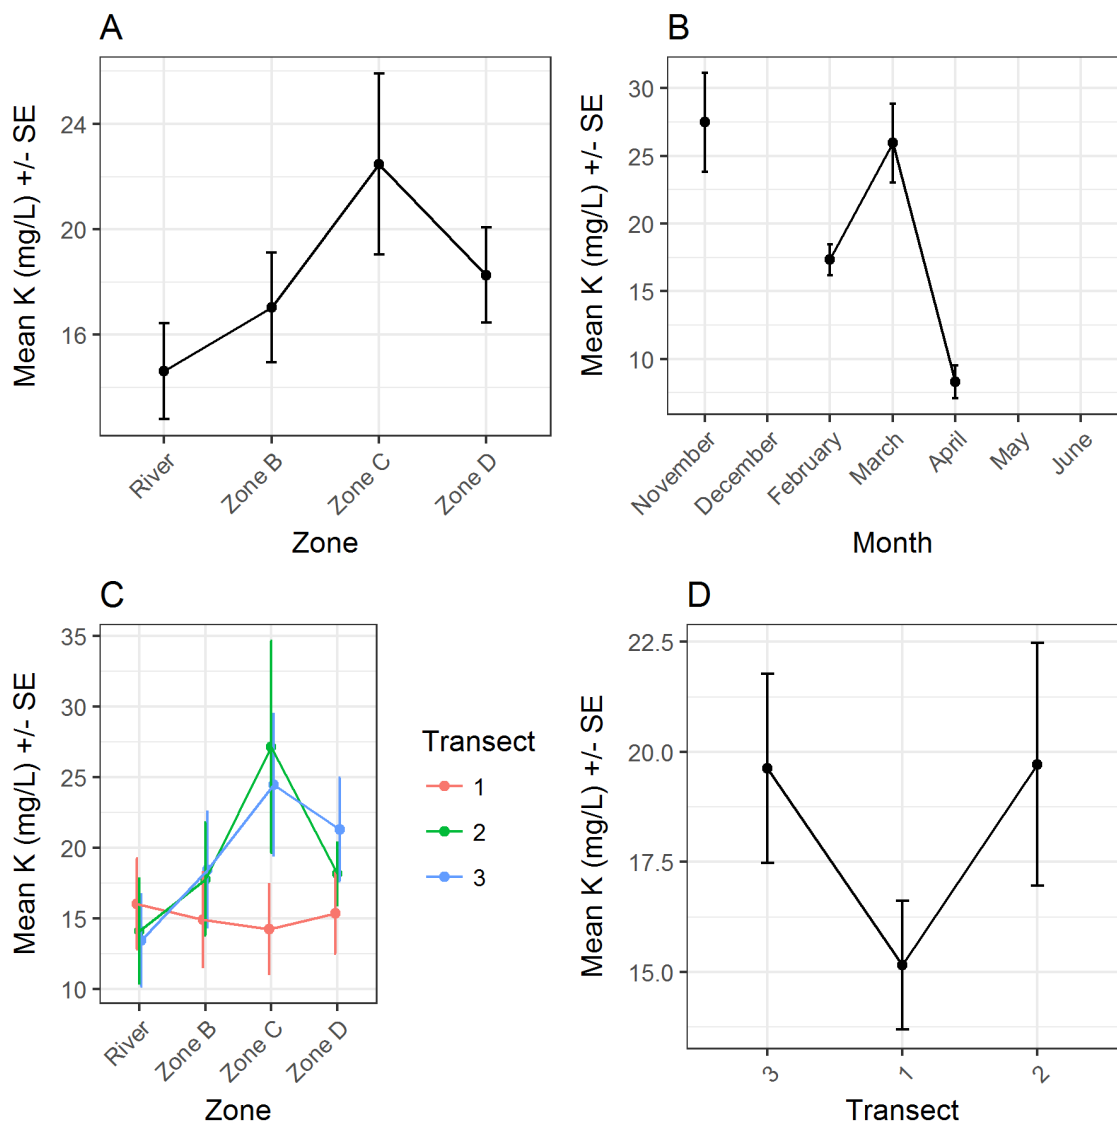 A
Mean K (mg/L) +/- SE
24
20
16
River
Zone B
Zone C
Zone D
Zone
B
Mean K (mg/L) +/- SE
30
25
20
15
10
November
December
February
March
April
May
June
Month
C
Mean K (mg/L) +/- SE
35
30
25
20
15
10
River
Zone B
Zone C
Zone D
Zone
Transect
1
2
3
D
Mean K (mg/L) +/- SE
22.5
20.0
17.5
15.0
3
1
2
Transect